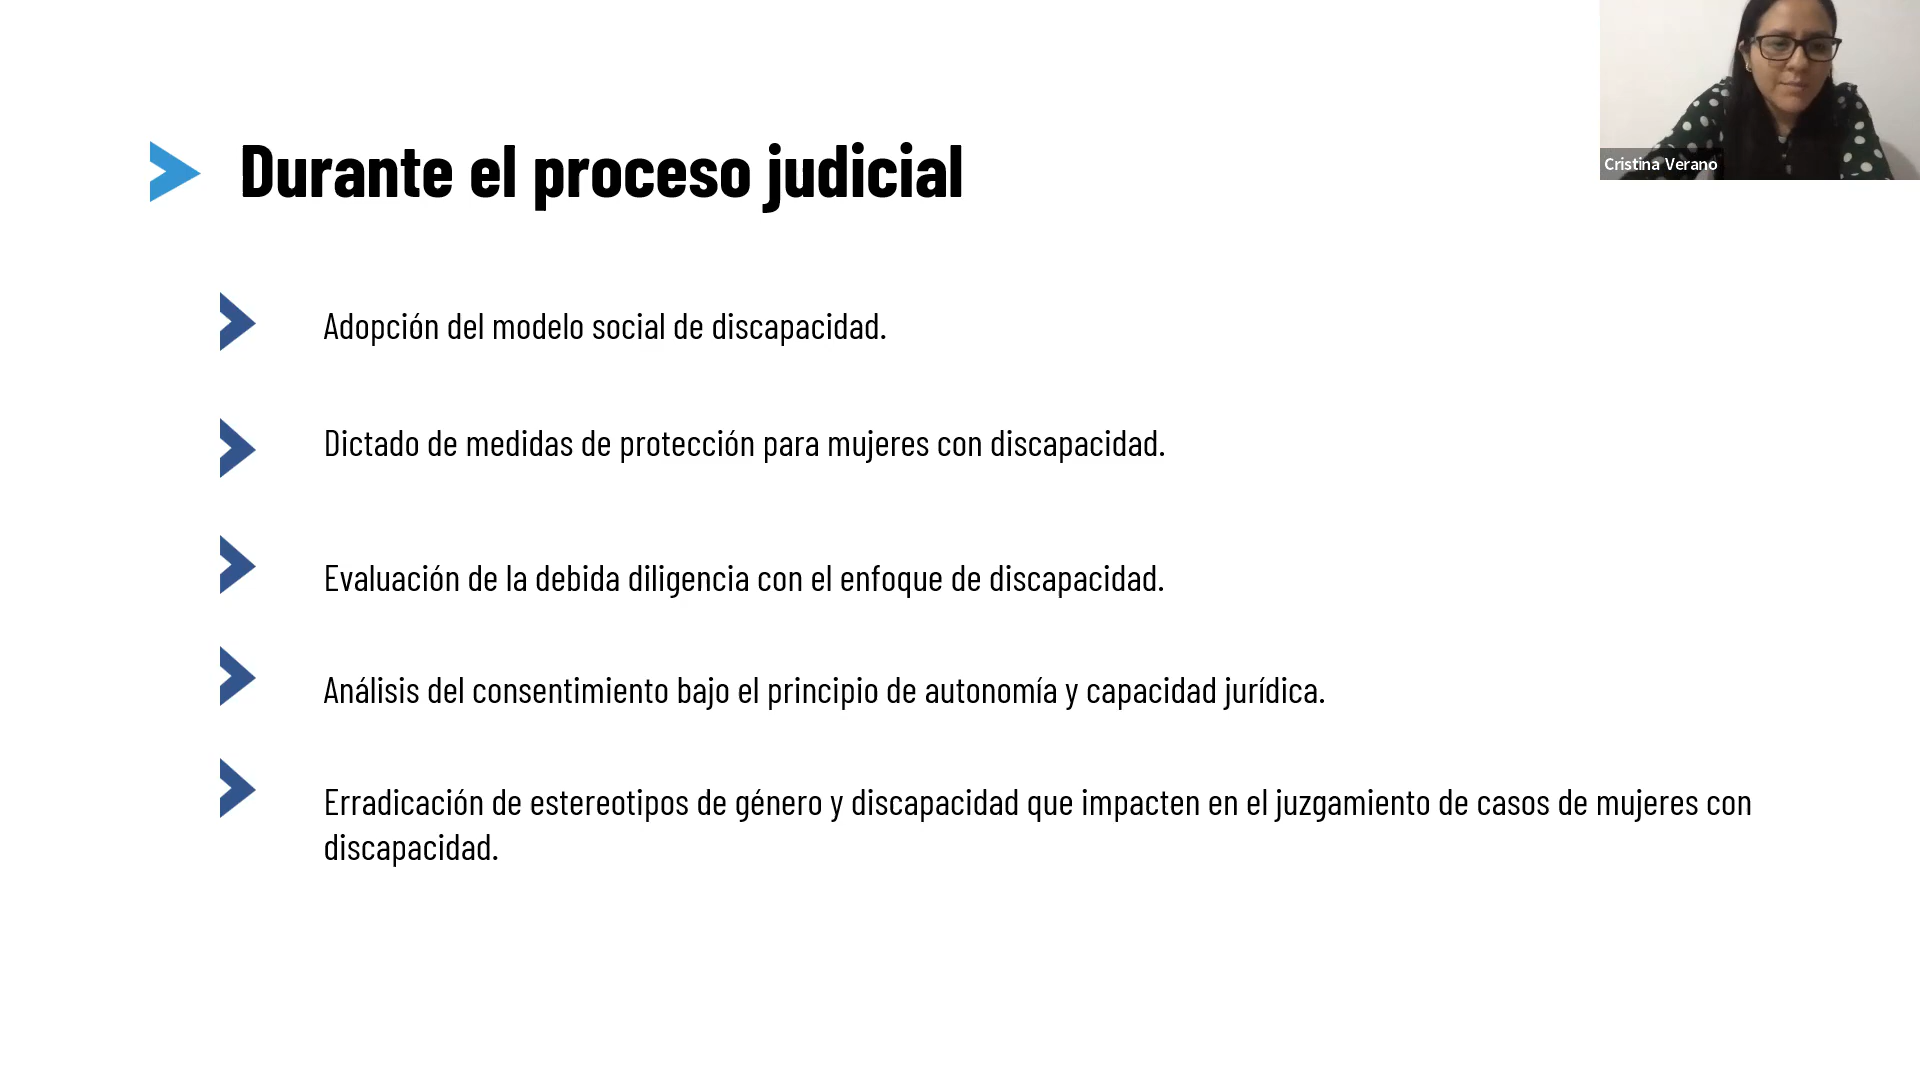 Cristina Verano
Durante el proceso judicial
Adopción del modelo social de discapacidad.
Dictado de medidas de protección para mujeres con discapacidad.
Evaluación de la debida diligencia con el enfoque de discapacidad.
Análisis del consentimiento bajo el principio de autonomía y capacidad jurídica.
Erradicación de estereotipos de género y discapacidad que impacten en el juzgamiento de casos de mujeres con
discapacidad.